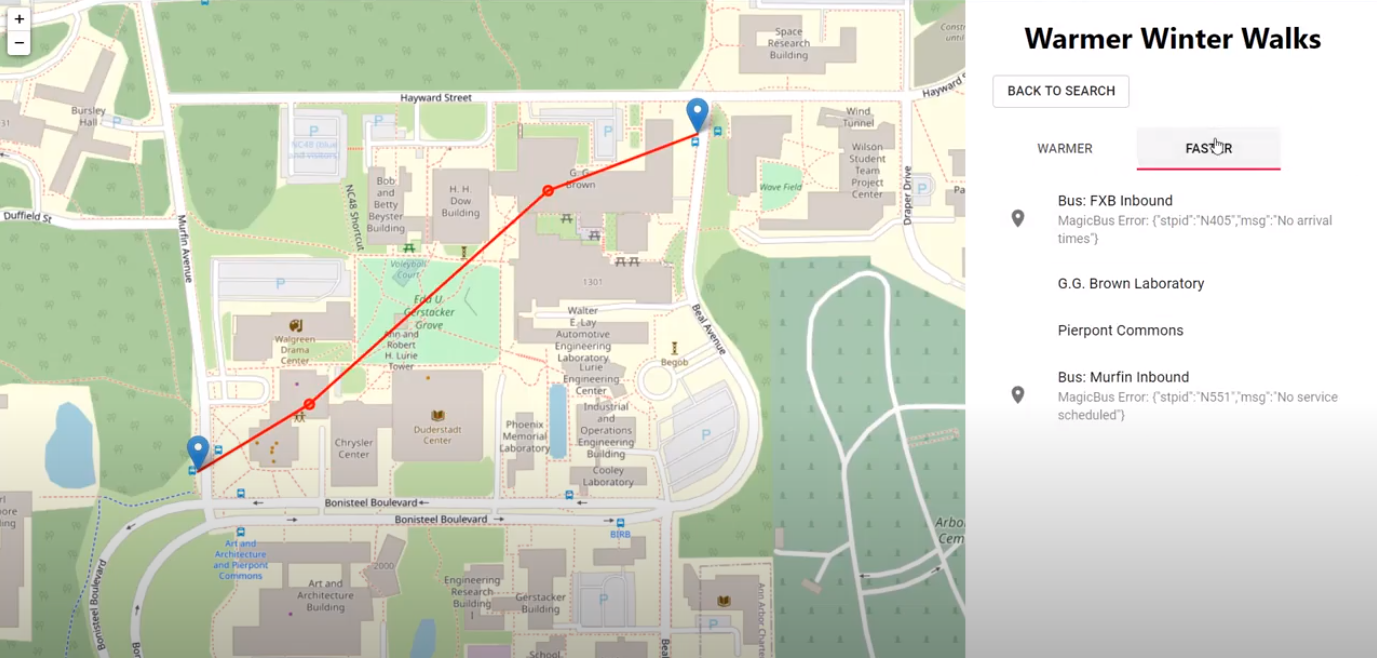 +
−
Space
Research
Building
Hayward Street
Bursley
Hall
31
P
P
P
P
NC48 (blue
and visitors)
Wind
Tunnel
Wilson
Student
Team
Project
Center
G.G.
Brown
Bob
and
Betty
Beyster
Building
H. H.
Dow
Building
Wave Field
P
Draper Drive
Duffield St
Murfin Avenue
NC48 Shortcut
Volleyball
Court
P
1301
Eda U.
Gerstacker
Grove
Ann and
Robert
H. Lurie
Tower
Walgreen
Drama
Center
Walter
E. Lay
Automotive
Engineering
Laboratory
Lurie
Engineering
Center
Beal Avenue
Begob
Industrial
and
Operations
Engineering
Building
P
Duderstadt
Center
Chrysler
Center
Phoenix
Memorial
Laboratory
Cooley
Laboratory
Bonisteel Boulevard
Bonisteel Boulevard
BIRB
Art and
Architecture
and Pierpont
Commons
2000
Art and
Architecture
Building
Engineering
Research
Building
I
Gerstacker
Building
P
P
Bonisteel Boulevard
School
Ann Arbor Charter
Warmer Winter Walks
BACK TO SEARCH
WARMER
FASTER
Bus: FXB Inbound
MagicBus Error: {"stpid":"N405","msg":"No arrival
times"}
G.G. Brown Laboratory
Pierpont Commons
Bus: Murfin Inbound
MagicBus Error: {"stpid":"N551","msg":"No service
scheduled"}